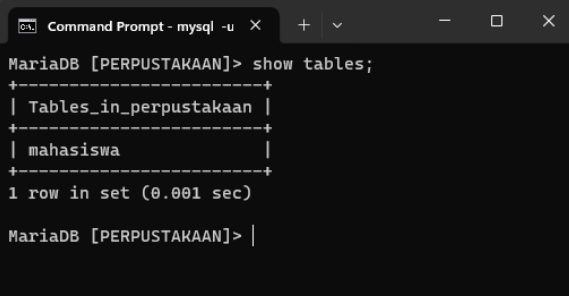 Command Prompt - mysql -u
MariaDB [PERPUSTAKAAN]> show tables;
+------------------------+
| Tables_in_perpustakaan |
+------------------------+
| mahasiswa              |
+------------------------+
1 row in set (0.001 sec)
MariaDB [PERPUSTAKAAN]>